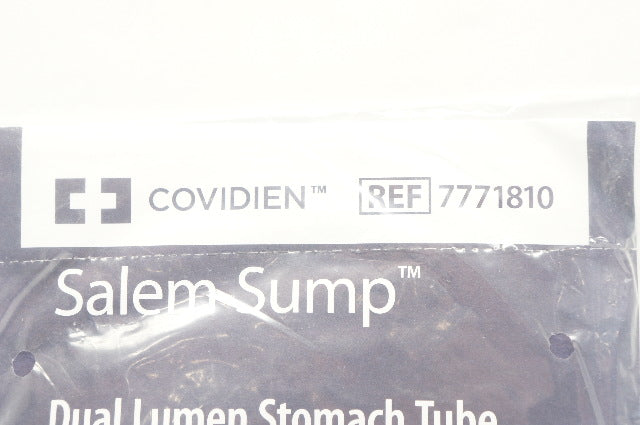 COVIDIEN™ REF 7771810
Salem Sump™
Dual Lumen Stomach Tube